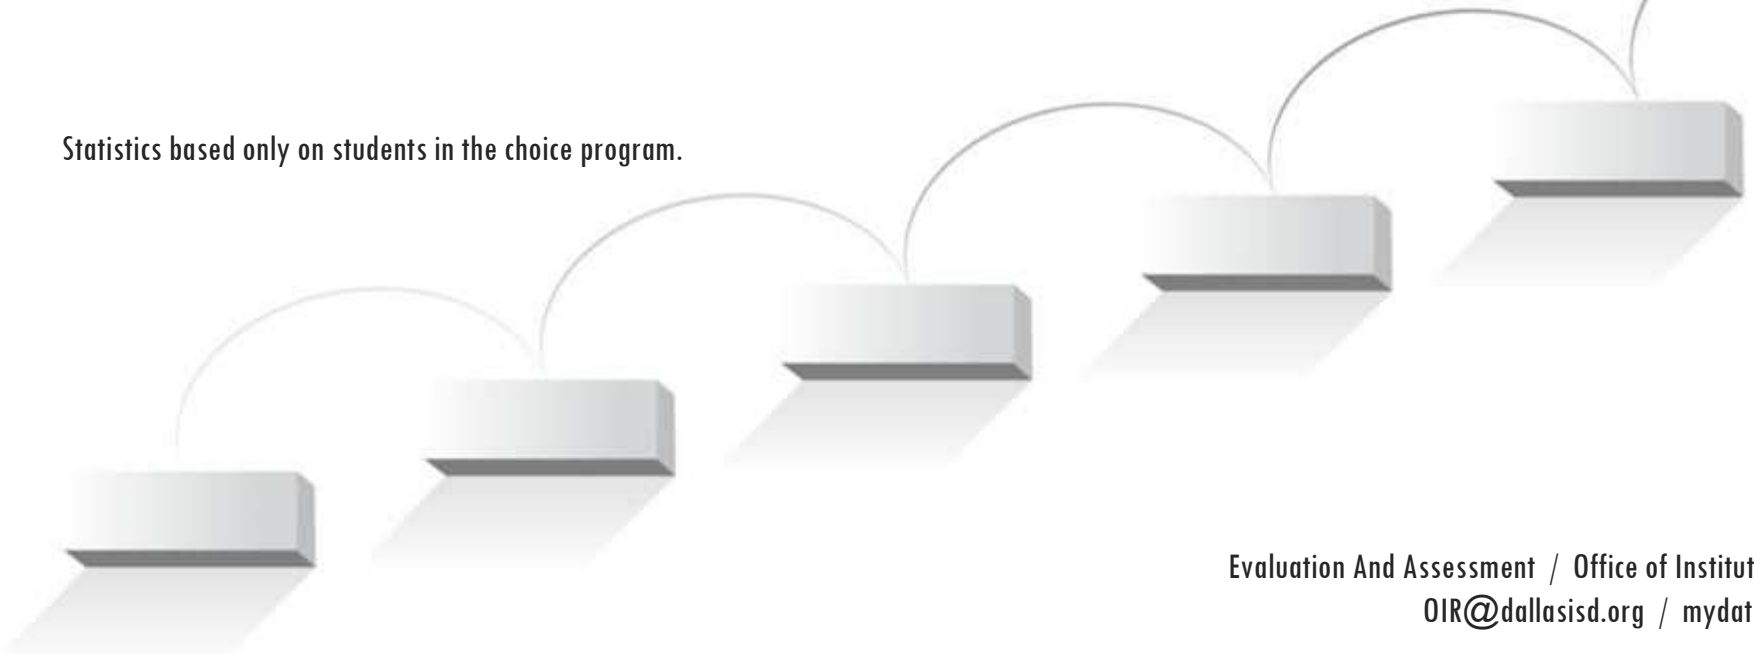 Statistics based only on students in the choice program.
Evaluation And Assessment / Office of Institut
OIR@dallasisd.org / mydat